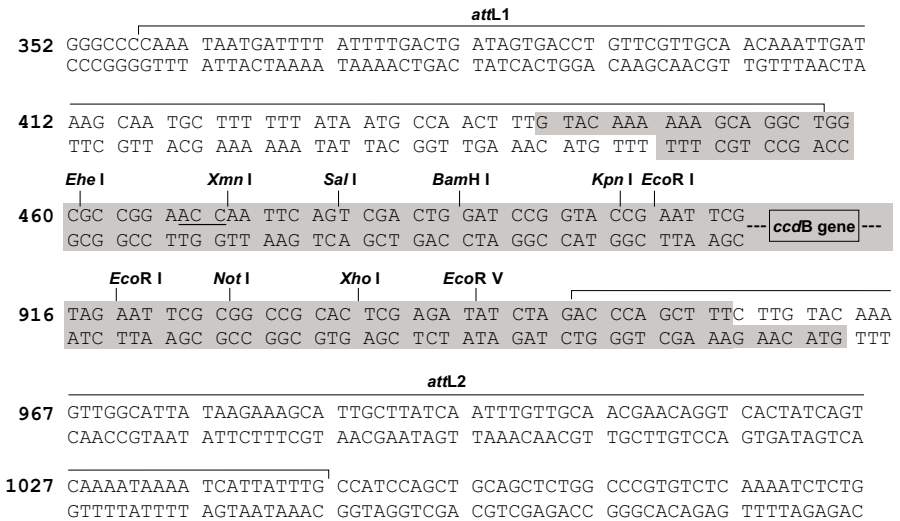 attL1
352 GGGCCCCAAA TAATGATTTT ATTTTGACTG ATAGTGACCT GTTCGTTGCA ACAAATTGAT
CCCGGGGTTT ATTACTAAAA TAAAACTGAC TATCACTGGA CAAGCAACGT TGTTTAACTA
412 AAG CAA TGC TTT TTT ATA ATG CCA ACT TTG TAC AAA AAA GCA GGC TGG
TTC GTT ACG AAA AAA TAT TAC GGT TGA AAC ATG TTT TTT CGT CCG ACC
Ehe I Xmn I Sal I BamH I Kpn I EcoR I
460 CGC CGG AAC CAA TTC AGT CGA CTG GAT CCG GTA CCG AAT TCG --- ccdB gene ---
GCG GCC TTG GTT AAG TCA GCT GAC CTA GGC CAT GGC TTA AGC
EcoR I Not I Xho I EcoR V
916 TAG AAT TCG CGG CCG CAC TCG AGA TAT CTA GAC CCA GCT TTC TTG TAC AAA
ATC TTA AGC GCC GGC GTG AGC TCT ATA GAT CTG GGT CGA AAG AAC ATG TTT
attL2
967 GTTGGCATTA TAAGAAAGCA TTGCTTATCA ATTTGTTGCA ACGAACAGGT CACTATCAGT
CAACCGTAAT ATTCTTTCGT AACGAATAGT TAAACAACGT TGCTTGTCCA GTGATAGTCA
1027 CAAAATAAAA TCATTATTTG CCATCCAGCT GCAGCTCTGG CCCGTGTCTC AAAATCTCTG
GTTTTATTTT AGTAATAAAC GGTAGGTCGA CGTCGAGACC GGGCACAGAG TTTTAGAGAC